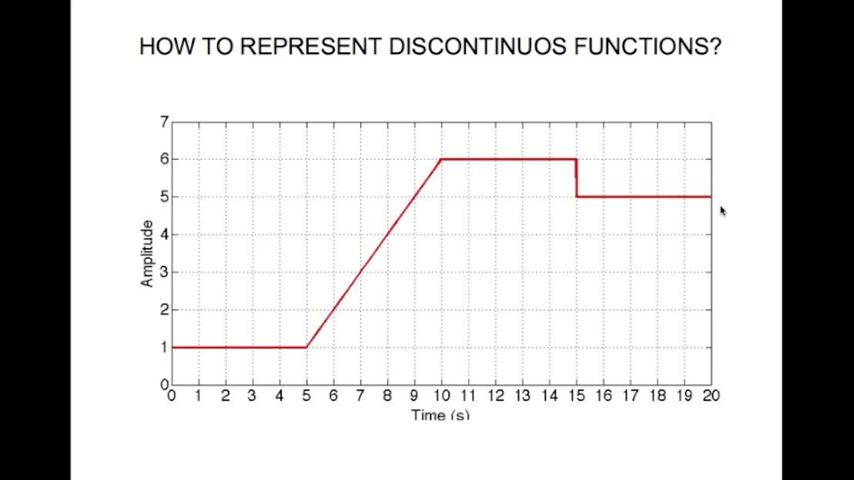 HOW TO REPRESENT DISCONTINUOS FUNCTIONS?
7
6
5
4
3
2
1
0
Amplitude
0 1 2 3 4 5 6 7 8 9 10 11 12 13 14 15 16 17 18 19 20
Time (s)